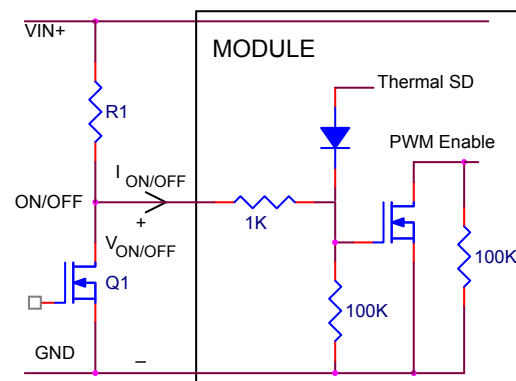 VIN+
MODULE
Thermal SD
R1
PWM Enable
I ON/OFF
ON/OFF
+
1K
V ON/OFF
Q1
100K
100K
GND
–